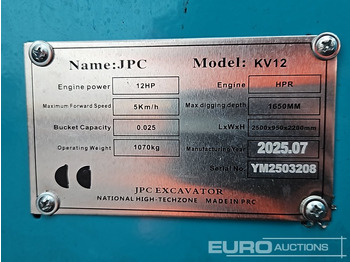 Name:JPC Model: KV12
Engine power 12HP Engine HPR
Maximum Forward Speed 5Km/h Max digging depth 1650MM
Bucket Capacity 0.025 LxWxH 2500x950x2200mm
Operating Weight 1070kg Manufacturing Year 2025.07
Serial No: YM2503208
JPC EXCAVATOR
NATIONAL HIGH-TECHZONE MADE IN PRC
EURO AUCTIONS